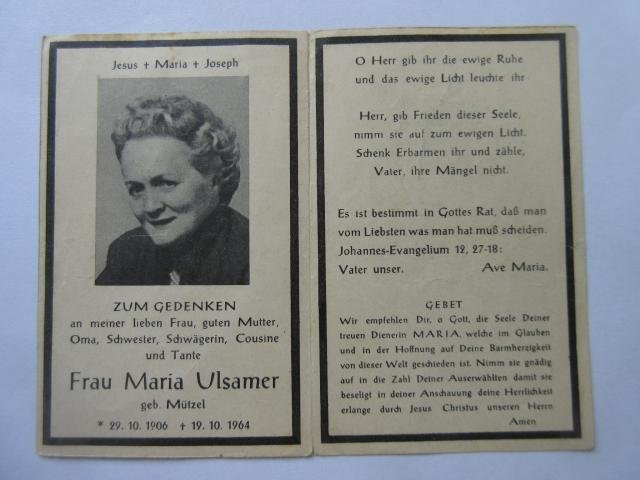 Jesus ✝ Maria ✝ Joseph
ZUM GEDENKEN
an meiner lieben Frau, guten Mutter,
Oma, Schwester, Schwägerin, Cousine
und Tante
Frau Maria Ulsamer
geb. Mützel
* 29. 10. 1906 ✝ 19. 10. 1964
O Herr gib ihr die ewige Ruhe
und das ewige Licht leuchte ihr
Herr, gib Frieden dieser Seele,
nimm sie auf zum ewigen Licht.
Schenk Erbarmen ihr und zähle,
Vater, ihre Mängel nicht.
Es ist bestimmt in Gottes Rat, daß man
vom Liebsten was man hat muß scheiden.
Johannes-Evangelium 12, 27-18:
Vater unser. Ave Maria.
GEBET
Wir empfehlen Dir, o Gott, die Seele Deiner
treuen Dienerin MARIA, welche im Glauben
und in der Hoffnung auf Deine Barmherzigkeit
von dieser Welt geschieden ist. Nimm sie gnädig
auf in die Zahl Deiner Auserwählten damit sie
beseligt in deiner Anschauung deine Herrlichkeit
erlange durch Jesus Christus unseren Herrn
Amen